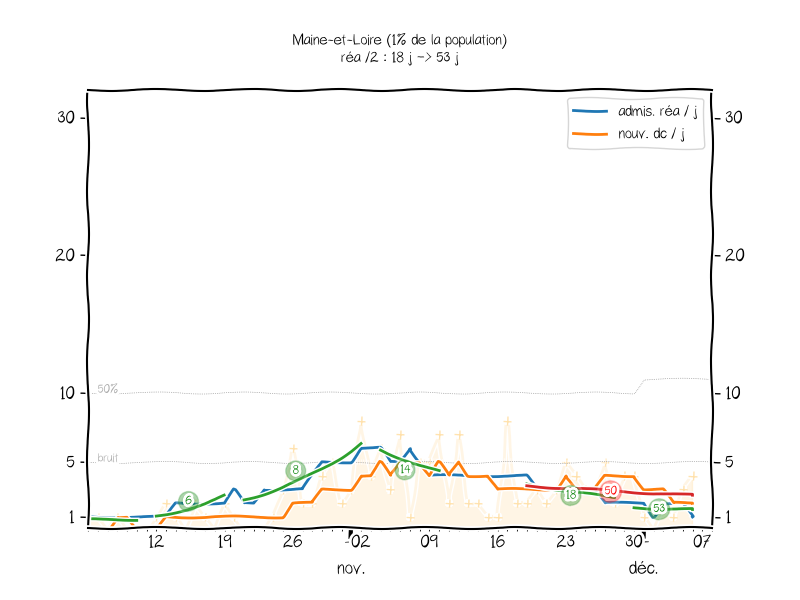 Maine-et-Loire (1% de la population)
réa /2 : 18 j -> 53 j
admis. réa / j
nouv. dc / j
30 30
20 20
50%
10 10
bruit
5 5
1 1
6
8
14
18
50
53
12 19 26 02 09 16 23 30 07
nov. déc.